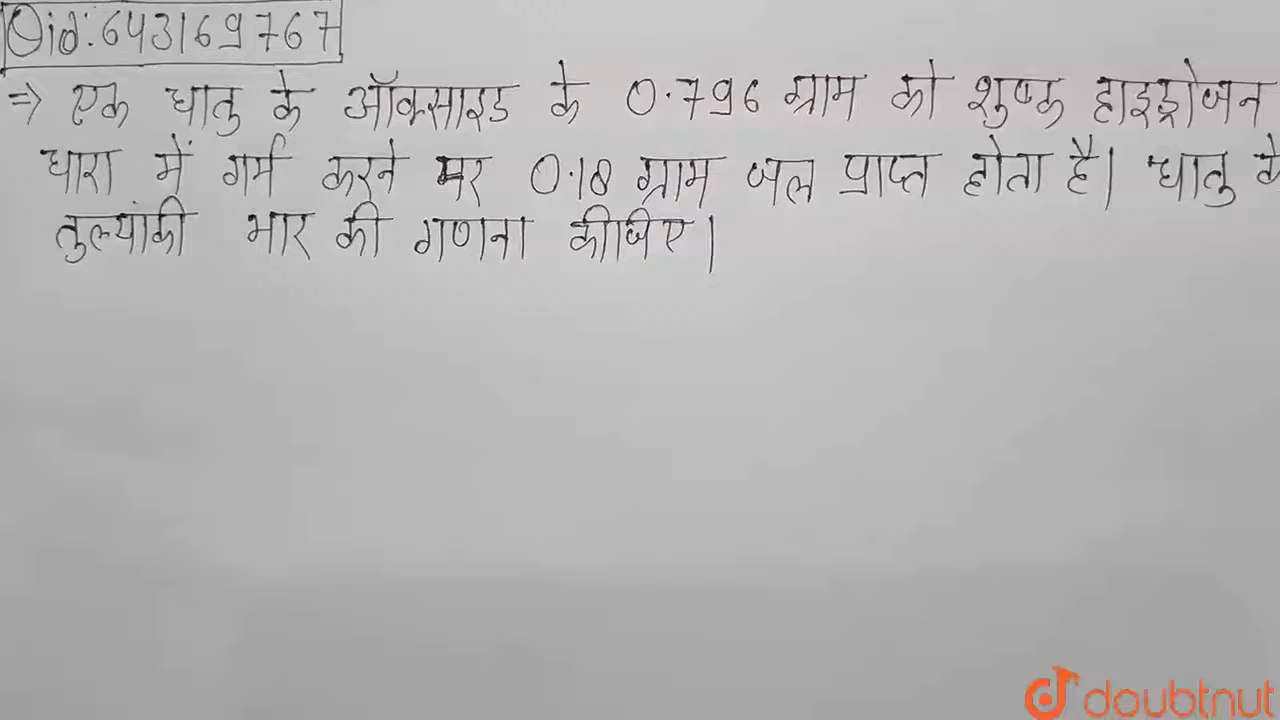 Qid:643169767
⇒ एक धातु के ऑक्साइड के 0.796 ग्राम को शुष्क हाइड्रोजन
धारा में गर्म करने पर 0.18 ग्राम जल प्राप्त होता है। धातु के
तुल्यांकी भार की गणना कीजिए।
doubtnut